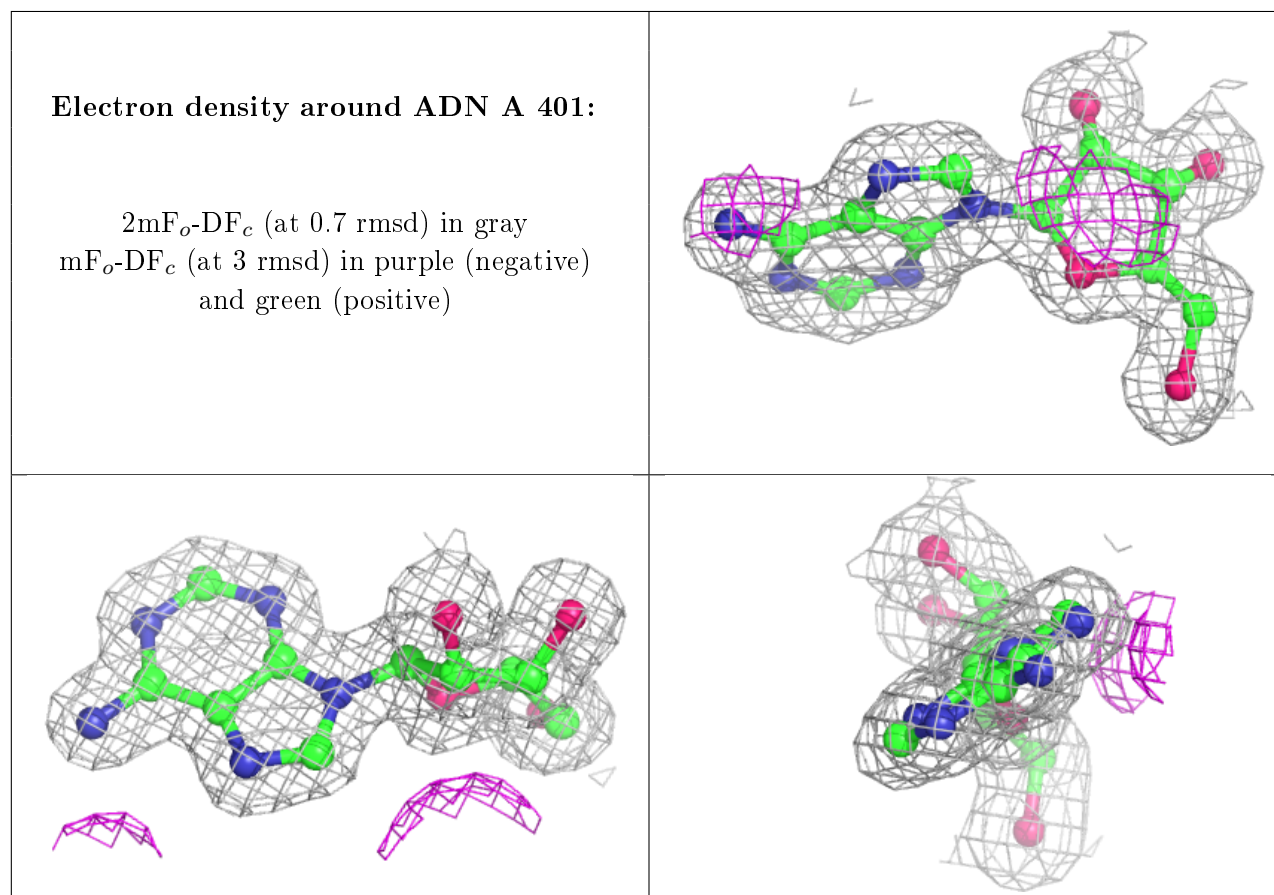 Electron density around ADN A 401:
2mFₒ-DF𝒸 (at 0.7 rmsd) in gray
mFₒ-DF𝒸 (at 3 rmsd) in purple (negative)
and green (positive)